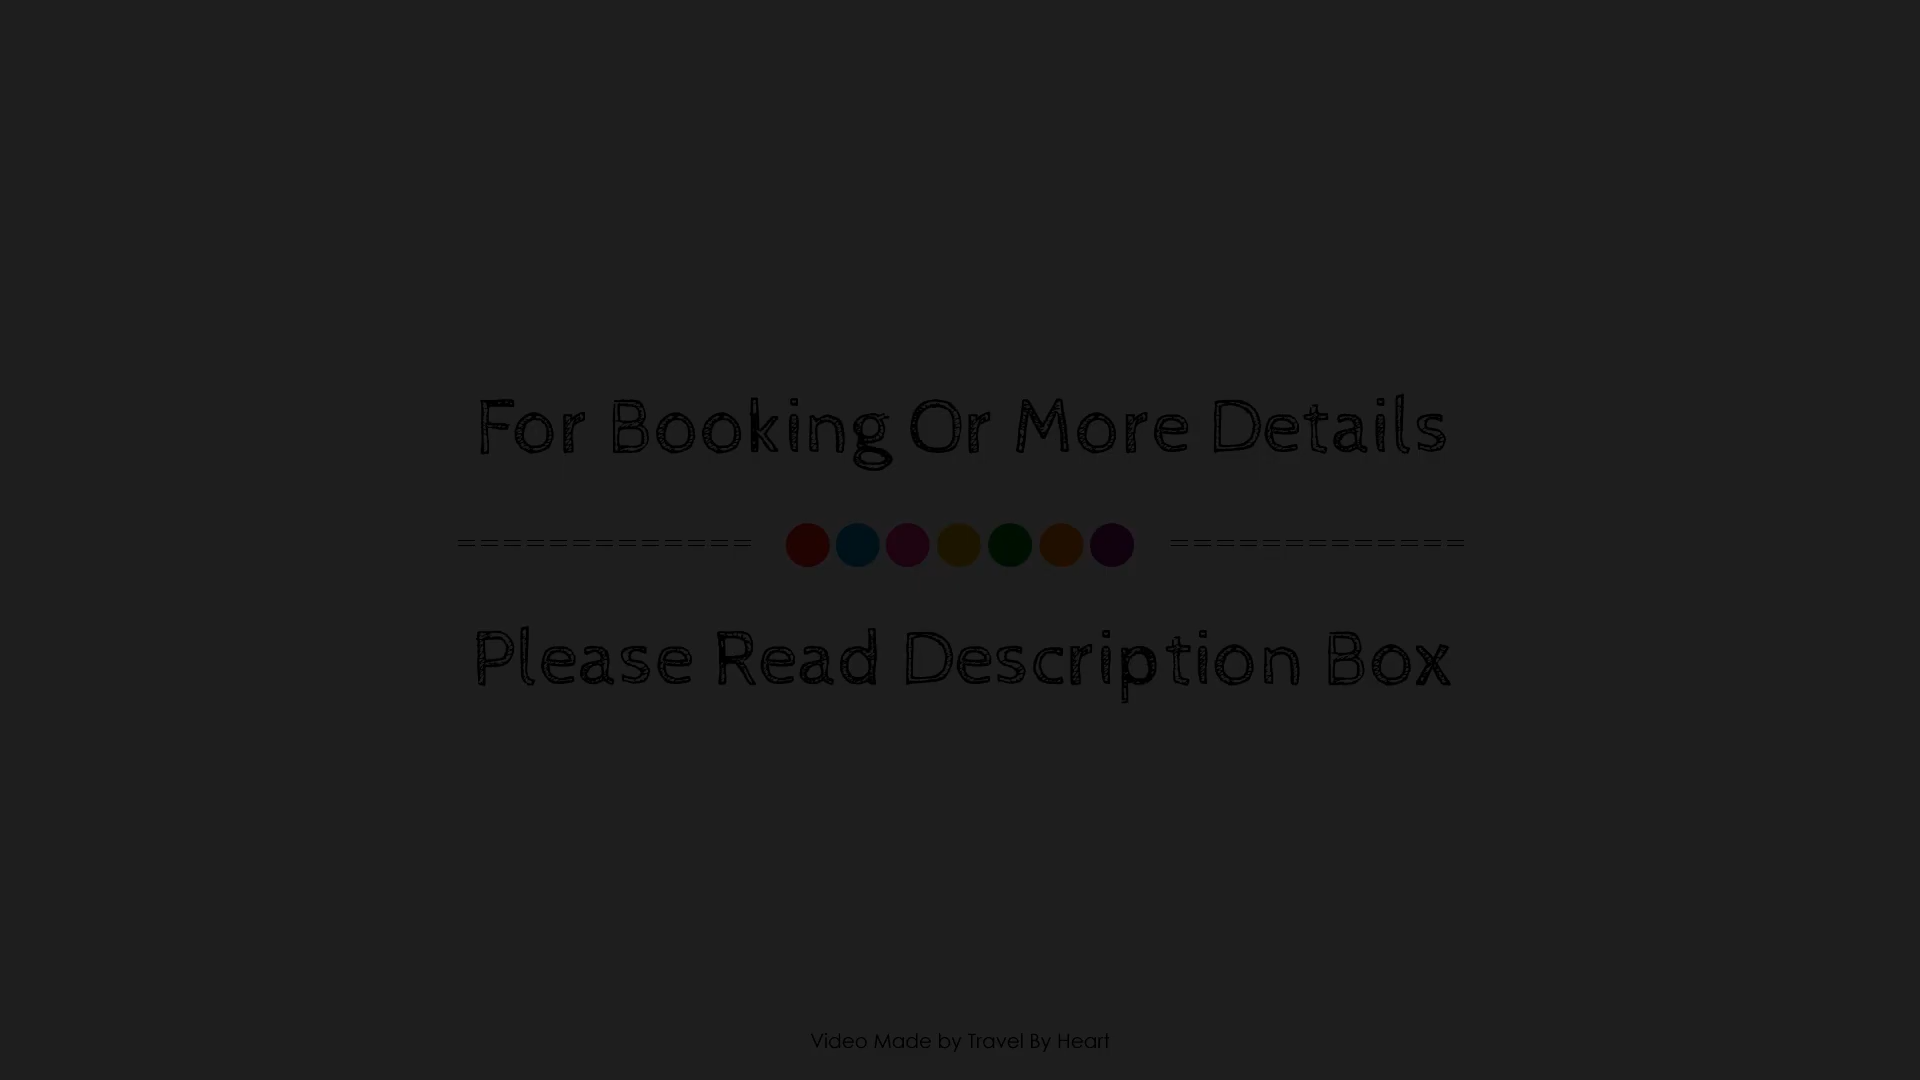 For Booking Or More Details
============= =============
Please Read Description Box
Video Made by Travel By Heart